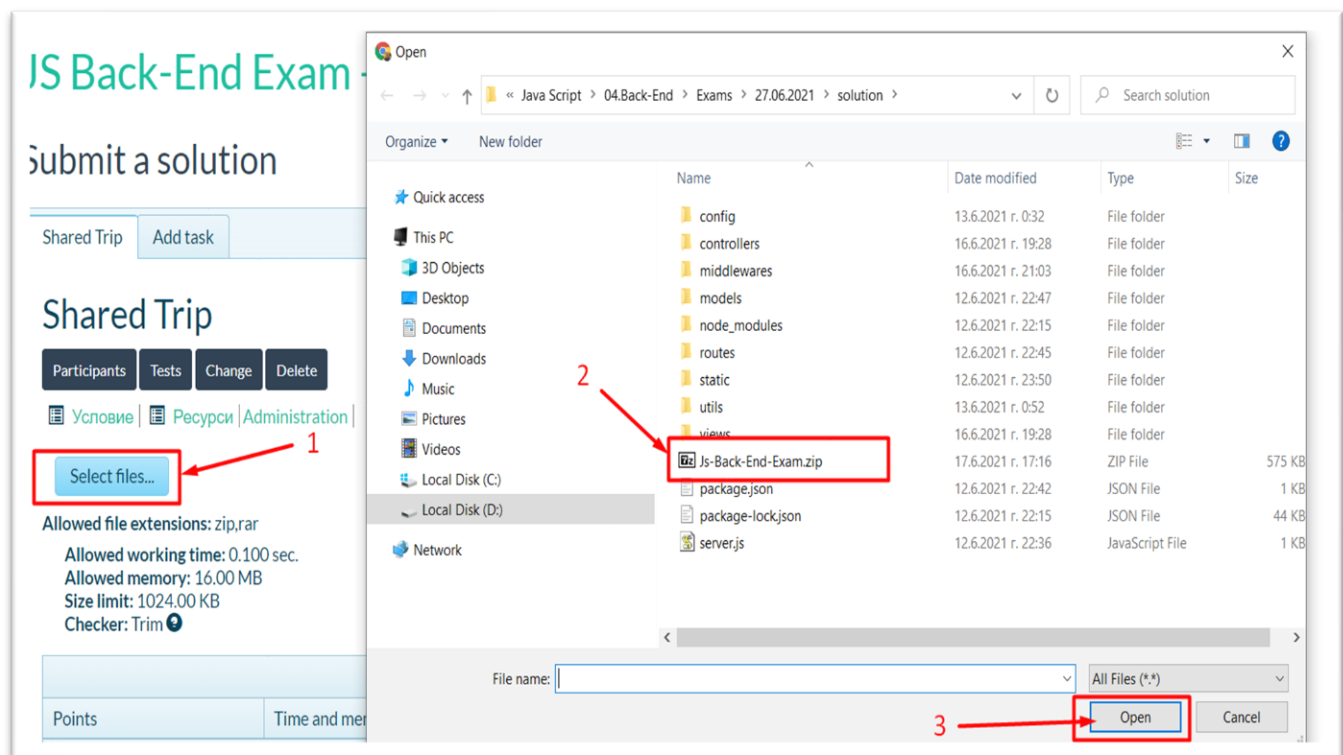 JS Back-End Exam -
Submit a solution
Shared Trip
Add task
Shared Trip
Participants
Tests
Change
Delete
Условие
Ресурси
Administration
1
Select files...
Allowed file extensions: zip,rar
Allowed working time: 0.100 sec.
Allowed memory: 16.00 MB
Size limit: 1024.00 KB
Checker: Trim ?
Points
Time and mer
Open
« Java Script > 04.Back-End > Exams > 27.06.2021 > solution >
Search solution
Organize
New folder
?
Quick access
This PC
3D Objects
Desktop
Documents
Downloads
Music
Pictures
Videos
Local Disk (C:)
Local Disk (D:)
Network
2
Name Date modified Type Size
config 13.6.2021 г. 0:32 File folder
controllers 16.6.2021 г. 19:28 File folder
middlewares 16.6.2021 г. 21:03 File folder
models 12.6.2021 г. 22:47 File folder
node_modules 12.6.2021 г. 22:15 File folder
routes 12.6.2021 г. 22:45 File folder
static 12.6.2021 г. 23:50 File folder
utils 13.6.2021 г. 0:52 File folder
views 16.6.2021 г. 19:28 File folder
7z Js-Back-End-Exam.zip 17.6.2021 г. 17:16 ZIP File 575 KB
package.json 12.6.2021 г. 22:42 JSON File 1 KB
package-lock.json 12.6.2021 г. 22:15 JSON File 44 KB
server.js 12.6.2021 г. 22:36 JavaScript File 1 KB
File name:
All Files (*.*)
3
Open
Cancel